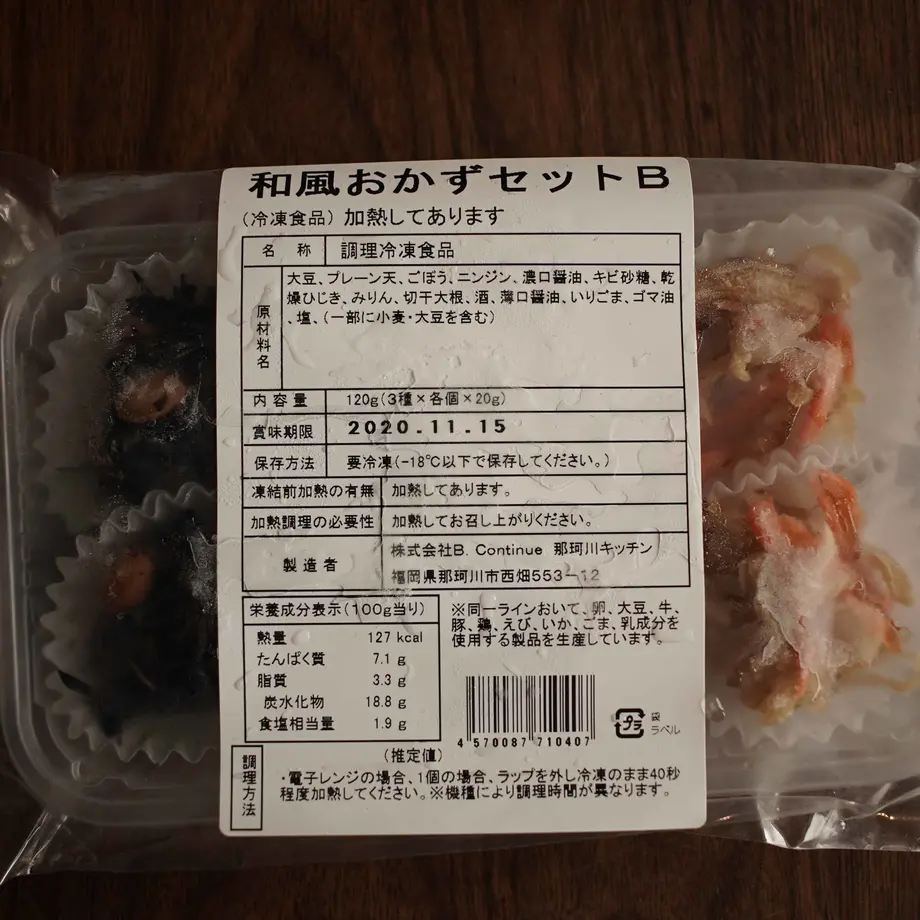 和風おかずセットB
(冷凍食品)加熱してあります
名 称 調理冷凍食品
原材料名
大豆、プレーン天、ごぼう、ニンジン、濃口醤油、キビ砂糖、乾
燥ひじき、みりん、切干大根、酒、薄口醤油、いりごま、ゴマ油
、塩、(一部に小麦・大豆を含む)
内 容 量 120g(3種×各個×20g)
賞味期限 2020.11.15
保存方法 要冷凍(-18℃以下で保存してください。)
凍結前加熱の有無 加熱してあります。
加熱調理の必要性 加熱してお召し上がりください。
製 造 者
株式会社B. Continue 那珂川キッチン
福岡県那珂川市西畑553-12
栄養成分表示(100g当り)
熱量 127 kcal
たんぱく質 7.1 g
脂質 3.3 g
炭水化物 18.8 g
食塩相当量 1.9 g
(推定値)
※同一ラインおいて、卵、大豆、牛、
豚、鶏、えび、いか、ごま、乳成分を
使用する製品を生産しています。
4 570087 710407
プラ
袋
ラベル
調理方法
・電子レンジの場合、1個の場合、ラップを外し冷凍のまま40秒
程度加熱してください。※機種により調理時間が異なります。